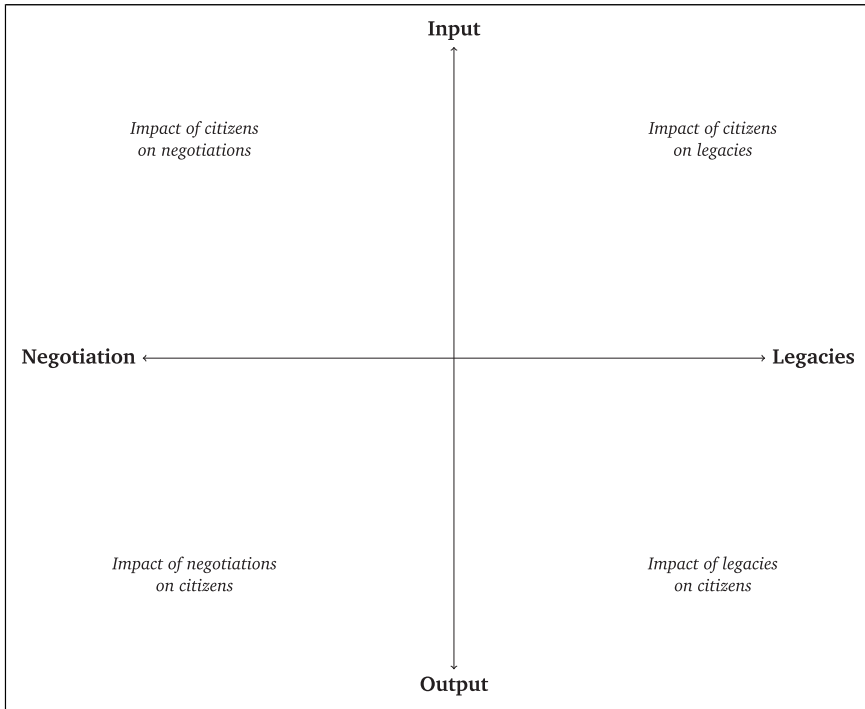 Input
Impact of citizens
on negotiations
Impact of citizens
on legacies
Negotiation
Legacies
Impact of negotiations
on citizens
Impact of legacies
on citizens
Output